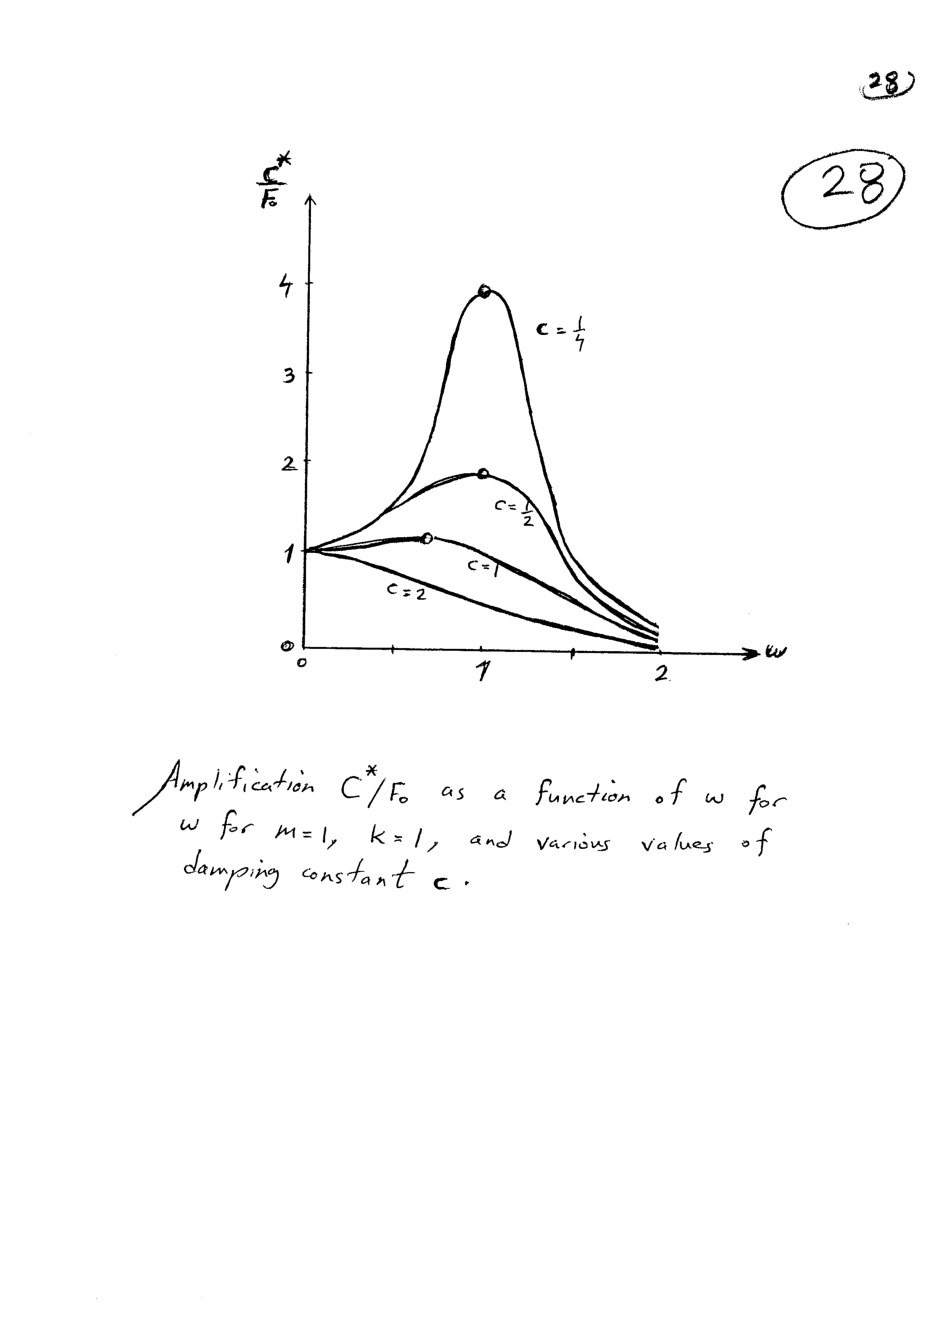 28
28
C*
F₀
4
c = 1/4
3
2
c = 1/2
1
c = 1
c = 2
0
ω
0
1
2
Amplification C*/F₀ as a function of ω for
ω for m = 1, k = 1, and various values of
damping constant c.